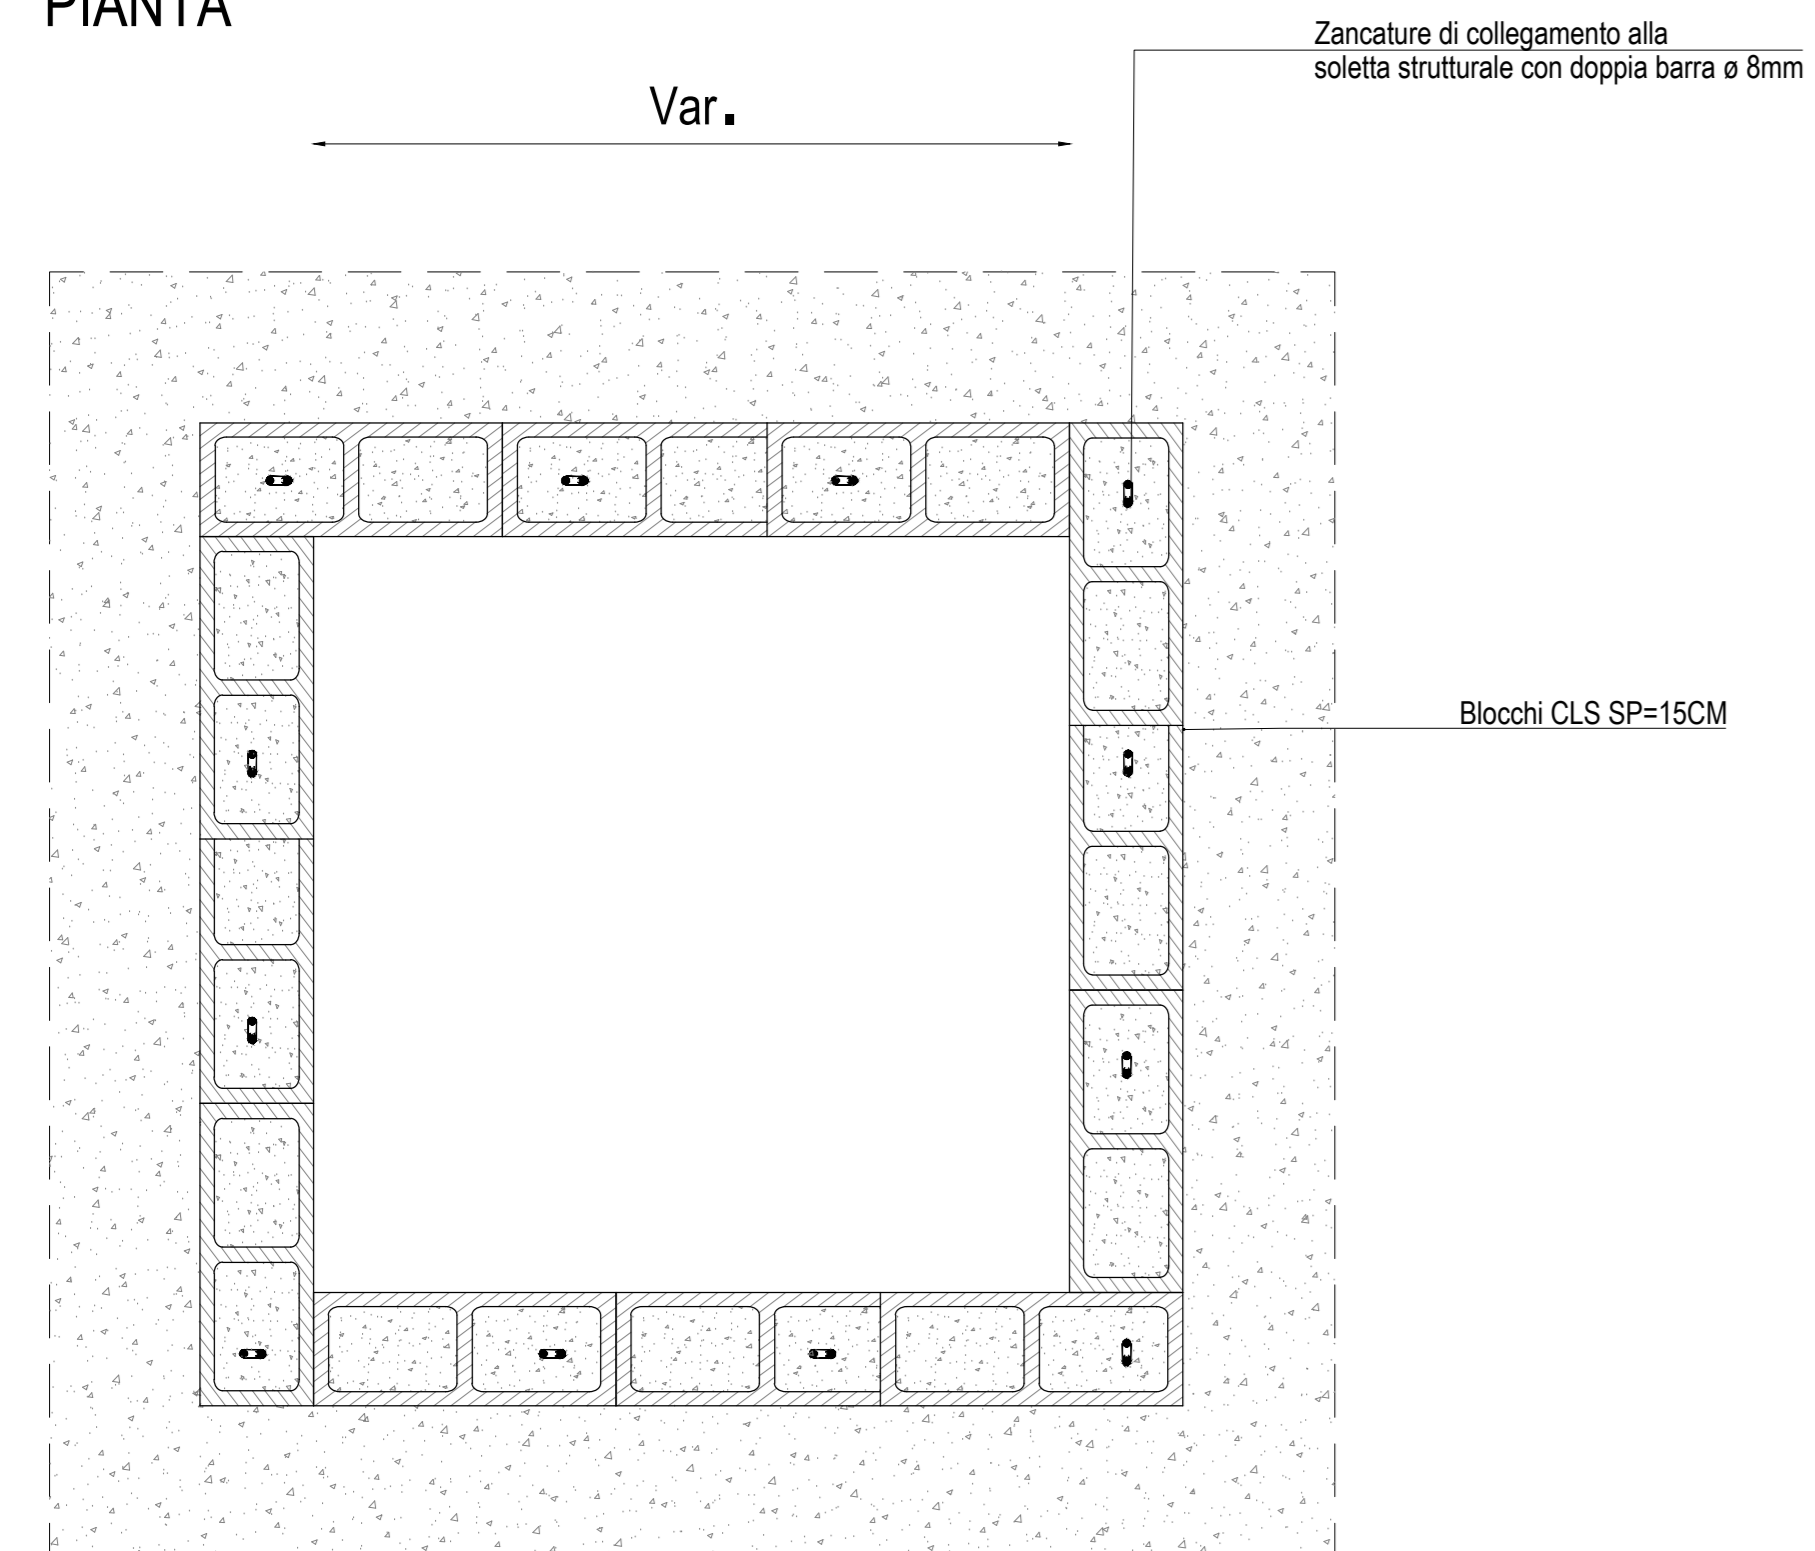 PIANTA
Zancature di collegamento alla
soletta strutturale con doppia barra ø 8mm
Var.
Blocchi CLS SP=15CM